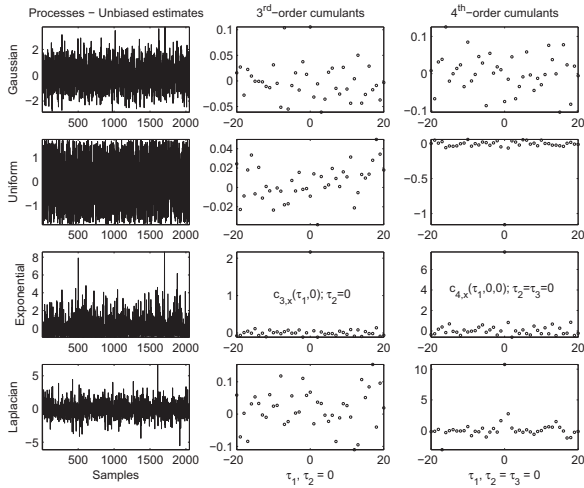 Processes − Unbiased estimates
3rd-order cumulants
4th-order cumulants
Gaussian
2
0
−2
500 1000 1500 2000
0.1
0.05
0
−0.05
−20 0 20
0.1
0
−0.1
−20 0 20
Uniform
1
0
−1
500 1000 1500 2000
0.04
0.02
0
−0.02
−20 0 20
0
−0.5
−1
−20 0 20
Exponential
8
6
4
2
0
500 1000 1500 2000
2
1
0
c3,x(τ1,0); τ2=0
−20 0 20
6
4
2
0
c4,x(τ1,0,0); τ2=τ3=0
−20 0 20
Laplacian
5
0
−5
500 1000 1500 2000
Samples
0.1
0
−0.1
−20 0 20
τ1, τ2 = 0
10
5
0
−20 0 20
τ1, τ2 = τ3 = 0